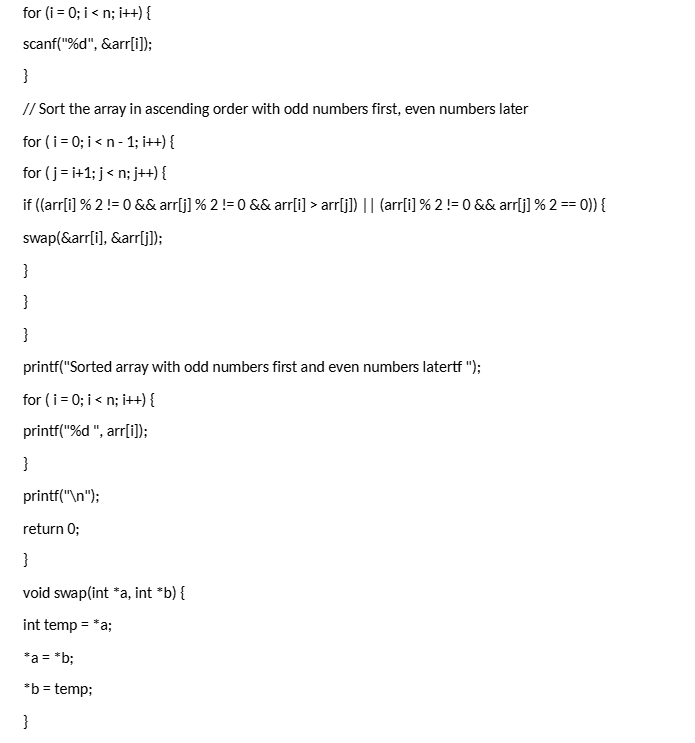 for (i = 0; i < n; i++) {
scanf("%d", &arr[i]);
}
// Sort the array in ascending order with odd numbers first, even numbers later
for ( i = 0; i < n - 1; i++) {
for ( j = i+1; j < n; j++) {
if ((arr[i] % 2 != 0 && arr[j] % 2 != 0 && arr[i] > arr[j]) || (arr[i] % 2 != 0 && arr[j] % 2 == 0)) {
swap(&arr[i], &arr[j]);
}
}
}
printf("Sorted array with odd numbers first and even numbers latertf ");
for ( i = 0; i < n; i++) {
printf("%d ", arr[i]);
}
printf("\n");
return 0;
}
void swap(int *a, int *b) {
int temp = *a;
*a = *b;
*b = temp;
}